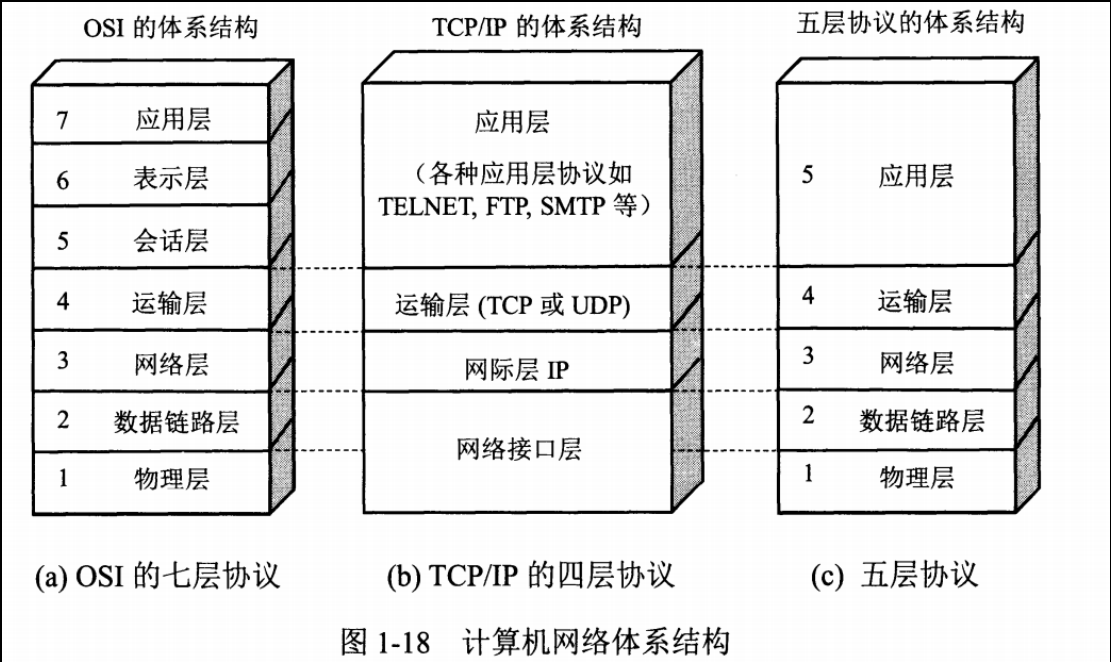 OSI 的体系结构
7 应用层
6 表示层
5 会话层
4 运输层
3 网络层
2 数据链路层
1 物理层
(a) OSI 的七层协议
TCP/IP 的体系结构
应用层
（各种应用层协议如
TELNET, FTP, SMTP 等）
运输层 (TCP 或 UDP)
网际层 IP
网络接口层
(b) TCP/IP 的四层协议
五层协议的体系结构
5 应用层
4 运输层
3 网络层
2 数据链路层
1 物理层
(c) 五层协议
图 1-18 计算机网络体系结构